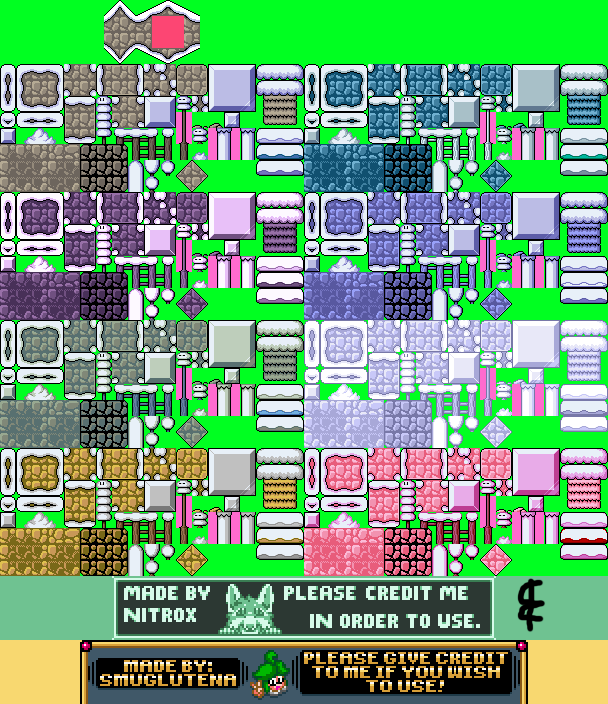 MADE BY
NITROX
PLEASE CREDIT ME
IN ORDER TO USE.
&
MADE BY:
SMUGLUTENA
PLEASE GIVE CREDIT
TO ME IF YOU WISH
TO USE!